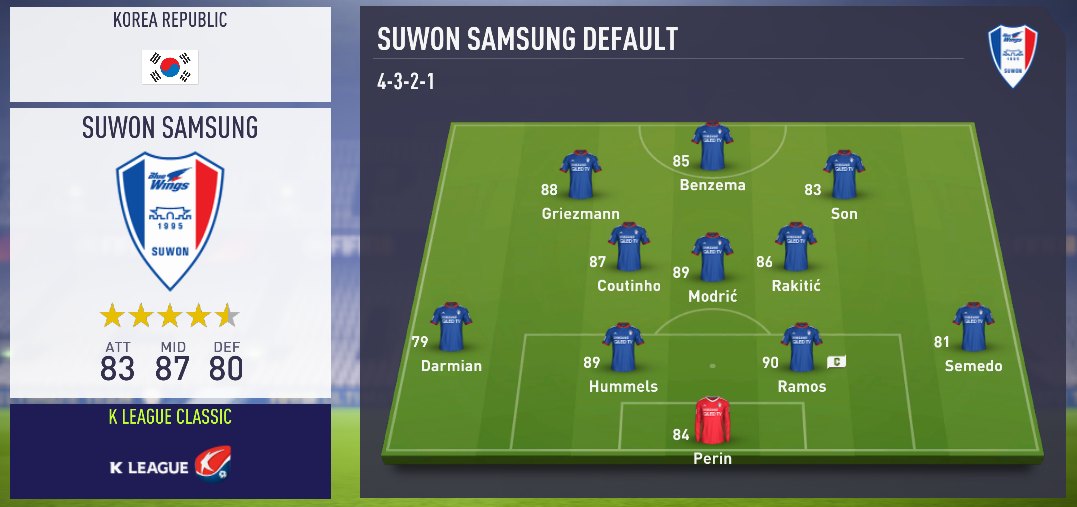 KOREA REPUBLIC
SUWON SAMSUNG
Blue
Wings
1995
SUWON
ATT MID DEF
83 87 80
K LEAGUE CLASSIC
K LEAGUE
SUWON SAMSUNG DEFAULT
4-3-2-1
SUWON
85
Benzema
88
Griezmann
83
Son
87
Coutinho
89
Modrić
86
Rakitić
79
Darmian
89
Hummels
90
C
Ramos
81
Semedo
84
Perin